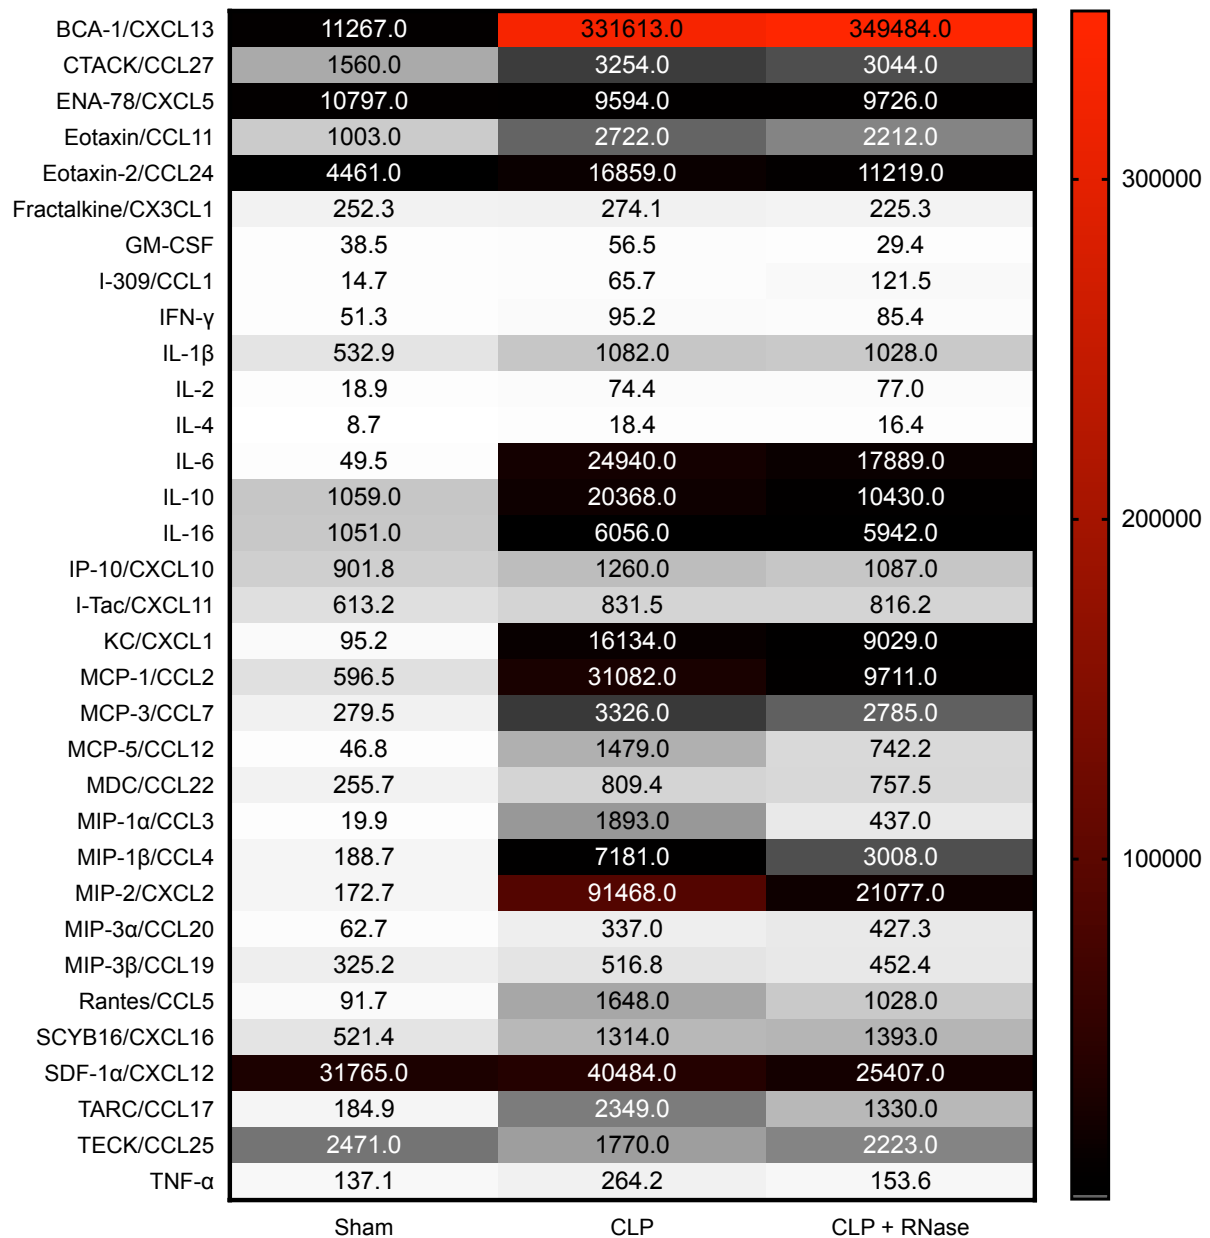 BCA-1/CXCL13 11267.0 331613.0 349484.0
CTACK/CCL27 1560.0 3254.0 3044.0
ENA-78/CXCL5 10797.0 9594.0 9726.0
Eotaxin/CCL11 1003.0 2722.0 2212.0
Eotaxin-2/CCL24 4461.0 16859.0 11219.0
300000
Fractalkine/CX3CL1 252.3 274.1 225.3
GM-CSF 38.5 56.5 29.4
I-309/CCL1 14.7 65.7 121.5
IFN-γ 51.3 95.2 85.4
IL-1β 532.9 1082.0 1028.0
IL-2 18.9 74.4 77.0
IL-4 8.7 18.4 16.4
IL-6 49.5 24940.0 17889.0
IL-10 1059.0 20368.0 10430.0
200000
IL-16 1051.0 6056.0 5942.0
IP-10/CXCL10 901.8 1260.0 1087.0
I-Tac/CXCL11 613.2 831.5 816.2
KC/CXCL1 95.2 16134.0 9029.0
MCP-1/CCL2 596.5 31082.0 9711.0
MCP-3/CCL7 279.5 3326.0 2785.0
MCP-5/CCL12 46.8 1479.0 742.2
MDC/CCL22 255.7 809.4 757.5
MIP-1α/CCL3 19.9 1893.0 437.0
MIP-1β/CCL4 188.7 7181.0 3008.0
100000
MIP-2/CXCL2 172.7 91468.0 21077.0
MIP-3α/CCL20 62.7 337.0 427.3
MIP-3β/CCL19 325.2 516.8 452.4
Rantes/CCL5 91.7 1648.0 1028.0
SCYB16/CXCL16 521.4 1314.0 1393.0
SDF-1α/CXCL12 31765.0 40484.0 25407.0
TARC/CCL17 184.9 2349.0 1330.0
TECK/CCL25 2471.0 1770.0 2223.0
TNF-α 137.1 264.2 153.6
Sham CLP CLP + RNase